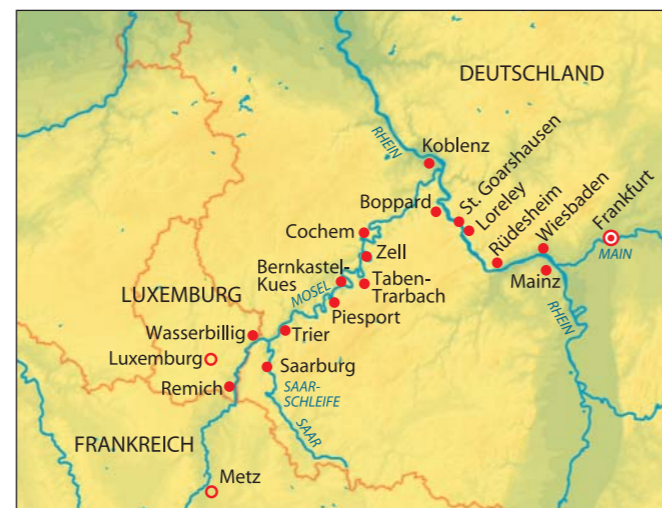 DEUTSCHLAND
RHEIN
Koblenz
St. Goarshausen
Loreley
Rüdesheim
Wiesbaden
Frankfurt
Boppard
Cochem
Zell
MAIN
Mainz
Bernkastel-
Kues
MOSEL
Taben-
Trarbach
LUXEMBURG
Piesport
RHEIN
Wasserbillig
Trier
Luxemburg
Saarburg
Remich
SAAR-
SCHLEIFE
SAAR
FRANKREICH
Metz